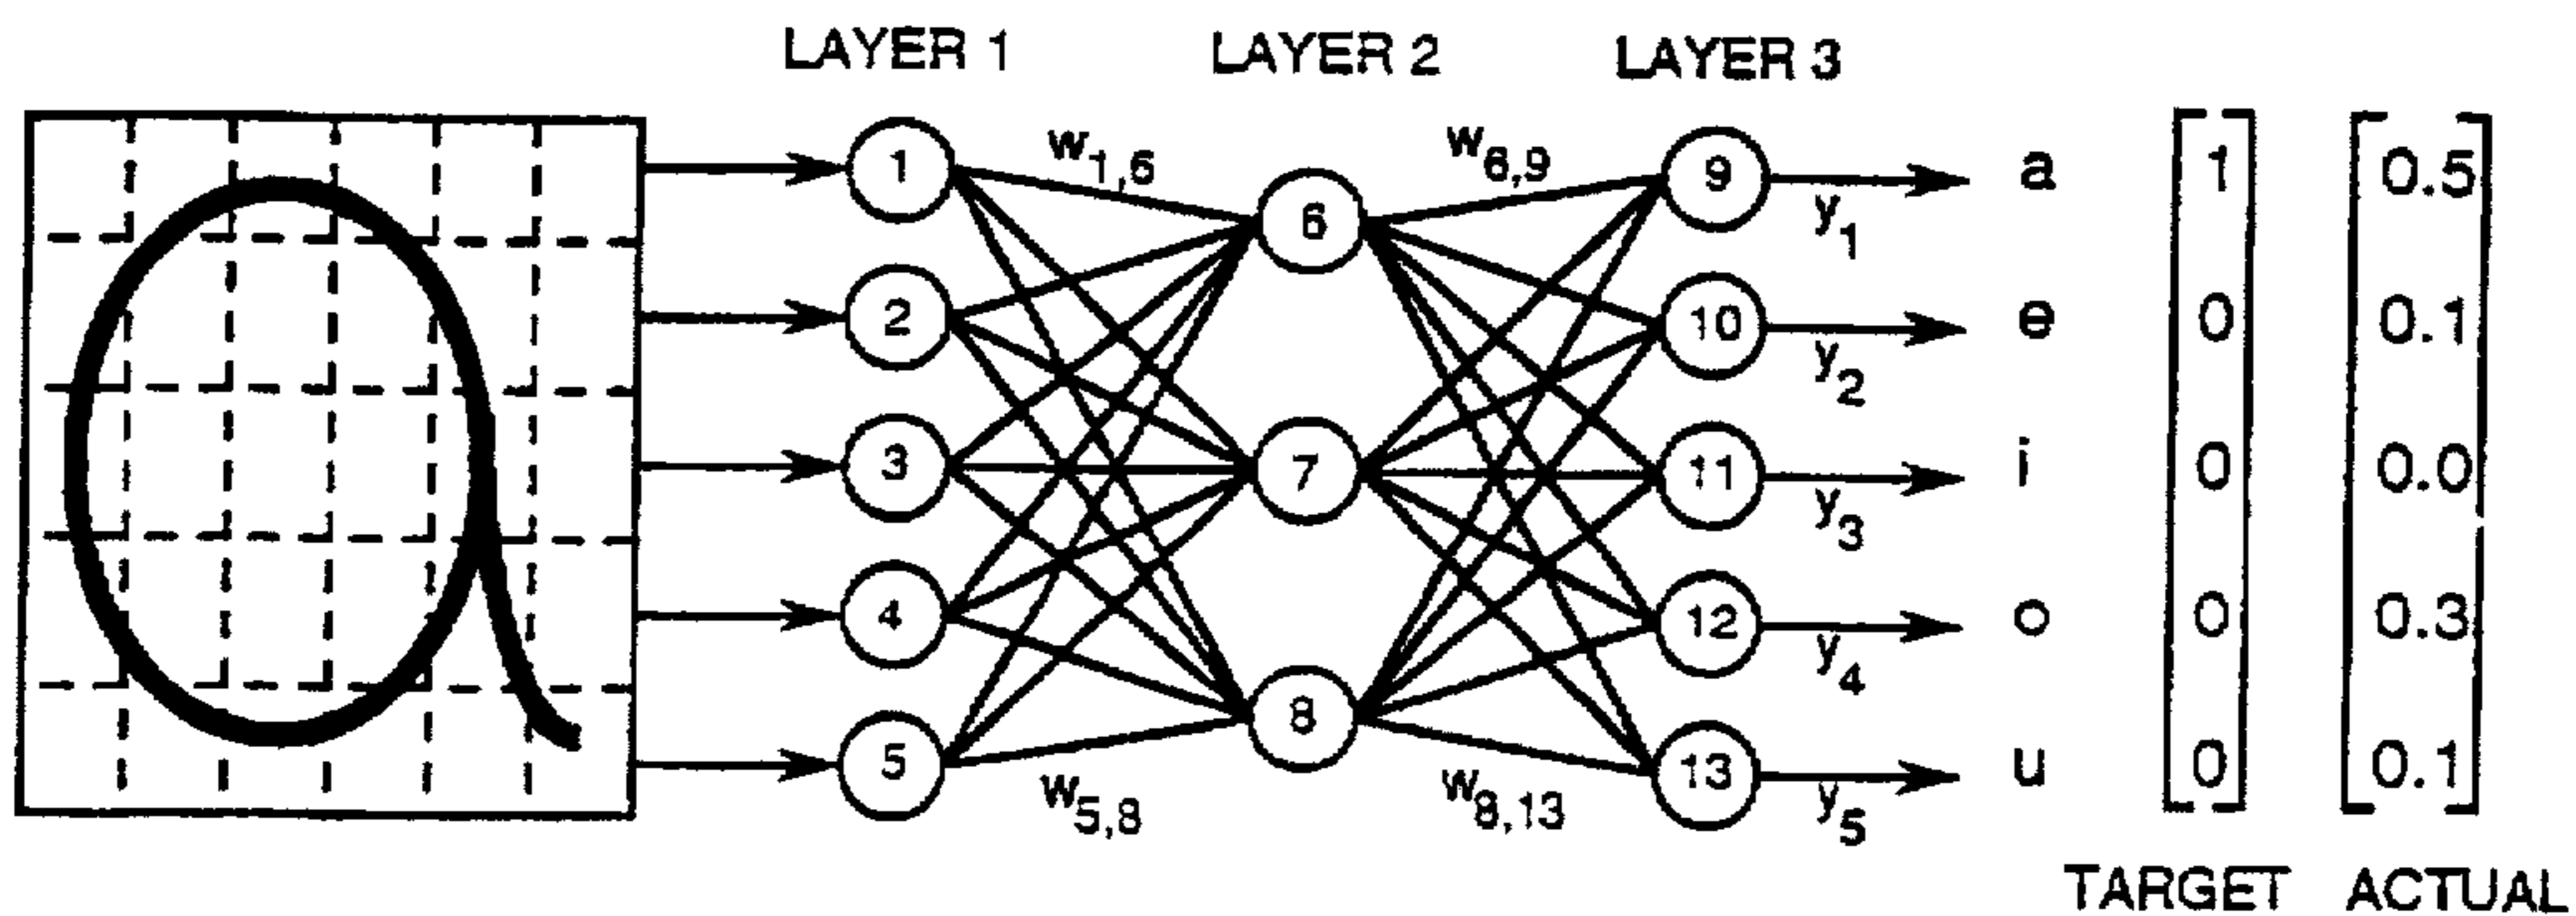 LAYER 1 LAYER 2 LAYER 3
w1,6 w6,9
1 6 9 y1 a 1 0.5
2 10 y2 e 0 0.1
3 7 11 y3 i 0 0.0
4 12 y4 o 0 0.3
5 8 13 y5 u 0 0.1
w5,8 w8,13
TARGET ACTUAL